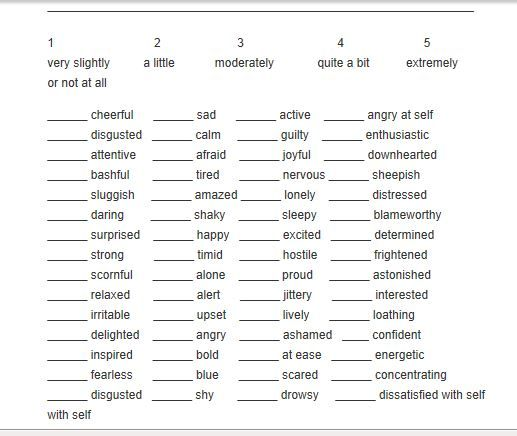 1 2 3 4 5
very slightly a little moderately quite a bit extremely
or not at all
______ cheerful ______ sad ______ active ______ angry at self
______ disgusted ______ calm ______ guilty ______ enthusiastic
______ attentive ______ afraid ______ joyful ______ downhearted
______ bashful ______ tired ______ nervous ______ sheepish
______ sluggish ______ amazed ______ lonely ______ distressed
______ daring ______ shaky ______ sleepy ______ blameworthy
______ surprised ______ happy ______ excited ______ determined
______ strong ______ timid ______ hostile ______ frightened
______ scornful ______ alone ______ proud ______ astonished
______ relaxed ______ alert ______ jittery ______ interested
______ irritable ______ upset ______ lively ______ loathing
______ delighted ______ angry ______ ashamed ____ confident
______ inspired ______ bold ______ at ease ______ energetic
______ fearless ______ blue ______ scared ______ concentrating
______ disgusted ______ shy ______ drowsy ______ dissatisfied with self
with self